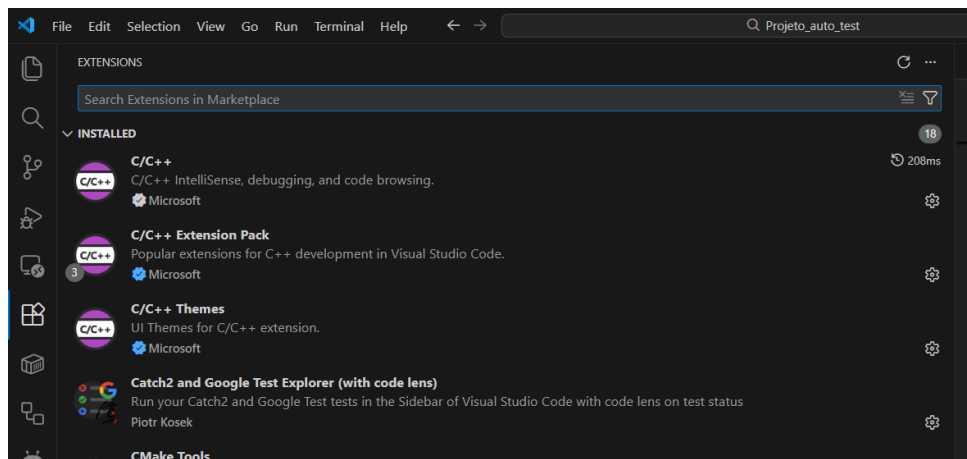 File Edit Selection View Go Run Terminal Help Projeto_auto_test
EXTENSIONS
Search Extensions in Marketplace
INSTALLED 18
C/C++ 208ms
C/C++ IntelliSense, debugging, and code browsing.
C/C++
Microsoft
C/C++ Extension Pack
Popular extensions for C++ development in Visual Studio Code.
C/C++
3 Microsoft
C/C++ Themes
UI Themes for C/C++ extension.
C/C++
Microsoft
Catch2 and Google Test Explorer (with code lens)
Run your Catch2 and Google Test tests in the Sidebar of Visual Studio Code with code lens on test status
Piotr Kosek
CMake Tools